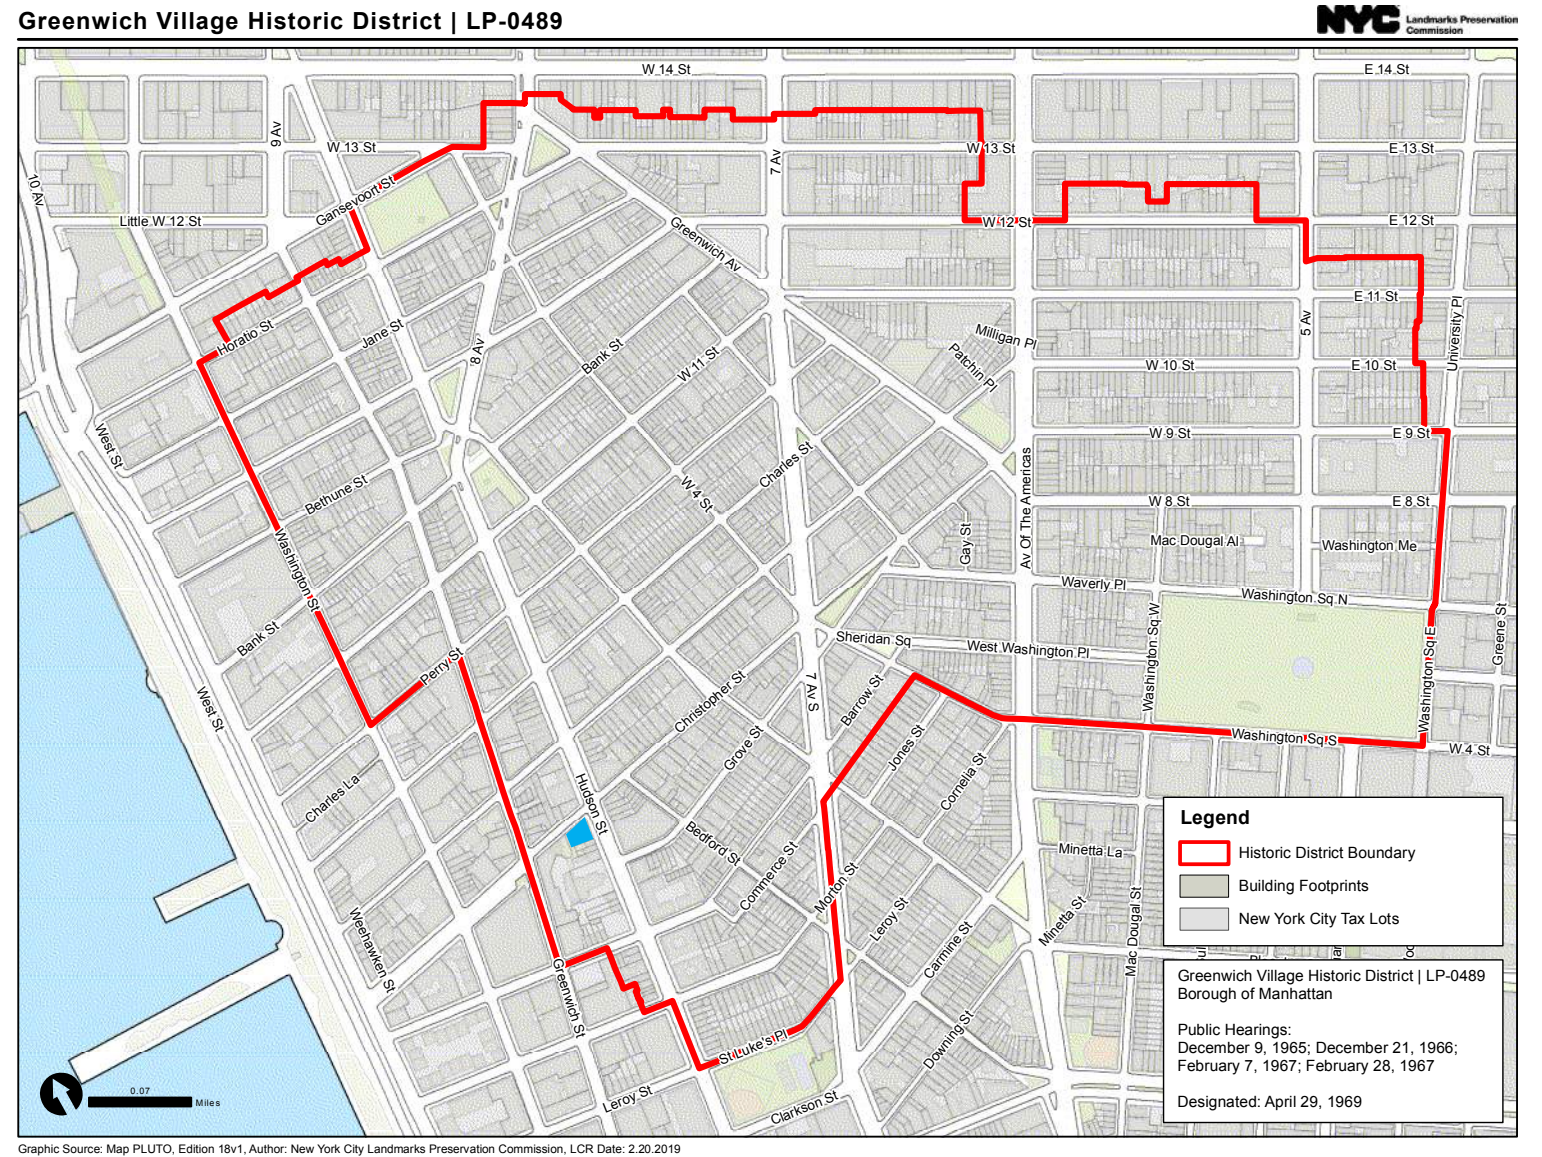 Greenwich Village Historic District | LP-0489
NYC Landmarks Preservation
Commission
W 14 St
E 14 St
9 Av
W 13 St
7 Av
W 13 St
E 13 St
10 Av
Gansevoort St
Little W 12 St
Greenwich Av
W 12 St
E 12 St
E 11 St
5 Av
University Pl
Horatio St
Jane St
8 Av
Bank St
W 11 St
Milligan Pl
Patchin Pl
W 10 St
E 10 St
West St
Charles St
W 9 St
E 9 St
Bethune St
W 4 St
Av Of The Americas
W 8 St
E 8 St
Gay St
Mac Dougal Al
Washington Me
Washington St
Waverly Pl
Washington Sq N
Bank St
Perry St
Sheridan Sq
West Washington Pl
Washington Sq W
Washington Sq E
Greene St
West St
Christopher St
7 Av S
Barrow St
Grove St
Jones St
Washington Sq S
W 4 St
Charles La
Hudson St
Cornelia St
Bedford St
Commerce St
Morton St
Minetta La
Weehawken St
Leroy St
Carmine St
Minetta St
Mac Dougal St
Greenwich St
St Luke's Pl
Downing St
Leroy St
Clarkson St
Legend
Historic District Boundary
Building Footprints
New York City Tax Lots
Greenwich Village Historic District | LP-0489
Borough of Manhattan
Public Hearings:
December 9, 1965; December 21, 1966;
February 7, 1967; February 28, 1967
Designated: April 29, 1969
0.07
Miles
Graphic Source: Map PLUTO, Edition 18v1, Author: New York City Landmarks Preservation Commission, LCR Date: 2.20.2019